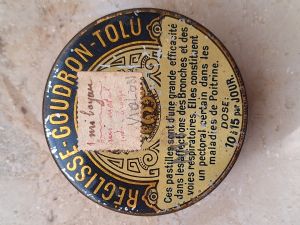 RÉGLISSE-GOUDRON-TOLU
VIOLON
Ces pastilles sont d'une grande efficacité
dans les affections des Bronches et des
voies respiratoires. Elles constituent
un pectoral certain dans les
maladies de Poitrine.
DOSE:
10 à 15 par JOUR.